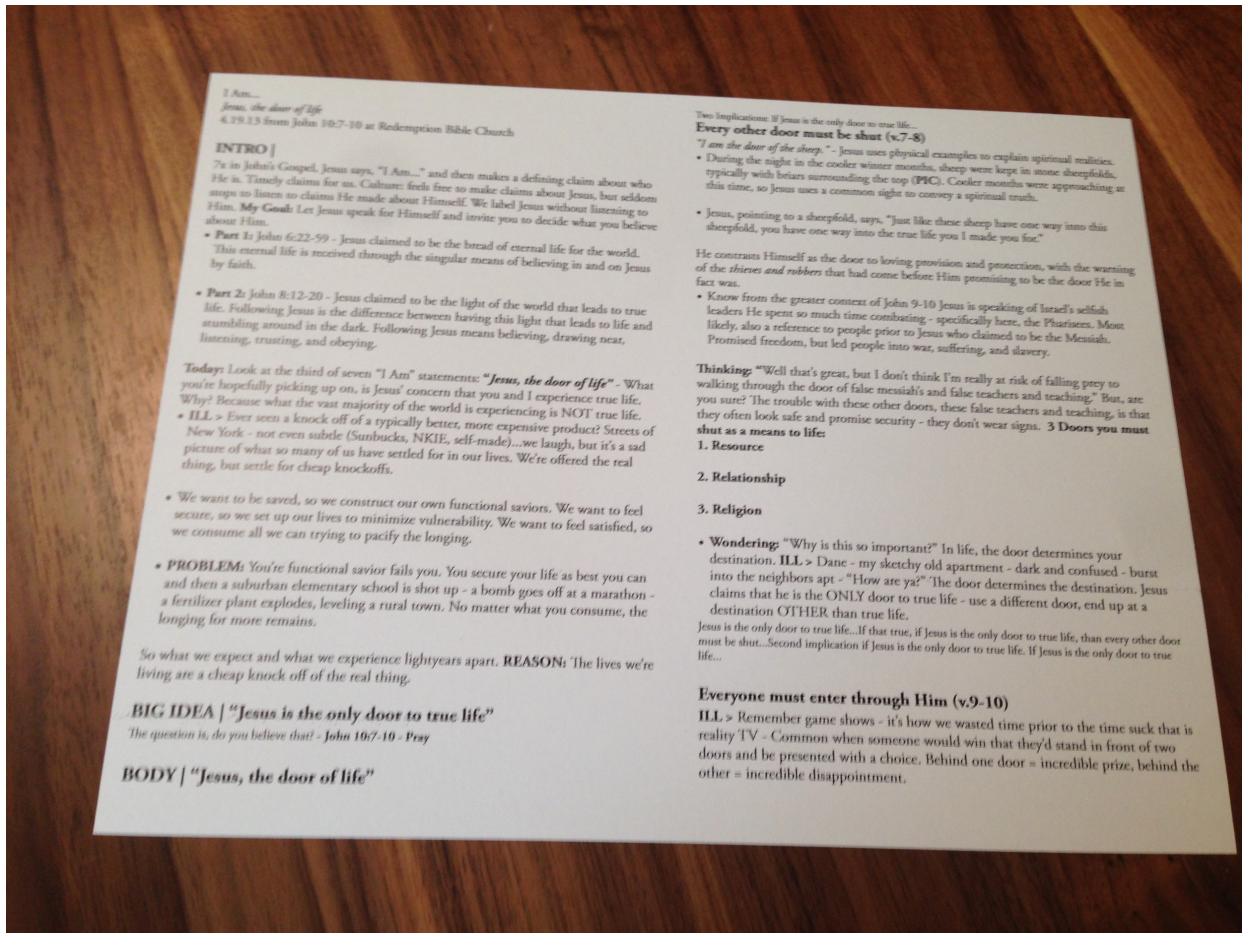 I Am...
Jesus, the door of life
4.19.13 from John 10:7-10 at Redemption Bible Church
INTRO |
7x in John's Gospel, Jesus says, "I Am..." and then makes a defining claim about who
He is. Timely claims for us. Culture: feels free to make claims about Jesus, but seldom
stops to listen to claims He made about Himself. We label Jesus without listening to
Him. My Goal: Let Jesus speak for Himself and invite you to decide what you believe
about Him.
• Part 1: John 6:22-59 - Jesus claimed to be the bread of eternal life for the world.
This eternal life is received through the singular means of believing in and on Jesus
by faith.
• Part 2: John 8:12-20 - Jesus claimed to be the light of the world that leads to true
life. Following Jesus is the difference between having this light that leads to life and
stumbling around in the dark. Following Jesus means believing, drawing near,
listening, trusting, and obeying.
Today: Look at the third of seven "I Am" statements: "Jesus, the door of life" - What
you're hopefully picking up on, is Jesus' concern that you and I experience true life.
Why? Because what the vast majority of the world is experiencing is NOT true life.
• ILL > Ever seen a knock off of a typically better, more expensive product? Streets of
New York - not even subtle (Sunbucks, NKIE, self-made)...we laugh, but it's a sad
picture of what so many of us have settled for in our lives. We're offered the real
thing, but settle for cheap knockoffs.
• We want to be saved, so we construct our own functional saviors. We want to feel
secure, so we set up our lives to minimize vulnerability. We want to feel satisfied, so
we consume all we can trying to pacify the longing.
• PROBLEM: You're functional savior fails you. You secure your life as best you can
and then a suburban elementary school is shot up - a bomb goes off at a marathon -
a fertilizer plant explodes, leveling a rural town. No matter what you consume, the
longing for more remains.
So what we expect and what we experience lightyears apart. REASON: The lives we're
living are a cheap knock off of the real thing.
BIG IDEA | "Jesus is the only door to true life"
The question is, do you believe that? - John 10:7-10 - Pray
BODY | "Jesus, the door of life"
Two Implications: If Jesus is the only door to true life...
Every other door must be shut (v.7-8)
"I am the door of the sheep." - Jesus uses physical examples to explain spiritual realities.
• During the night in the cooler winter months, sheep were kept in stone sheepfolds,
typically with briars surrounding the top (PIC). Cooler months were approaching at
this time, so Jesus uses a common sight to convey a spiritual truth.
• Jesus, pointing to a sheepfold, says, "Just like these sheep have one way into this
sheepfold, you have one way into the true life you I made you for."
He contrasts Himself as the door to loving provision and protection, with the warning
of the thieves and robbers that had come before Him promising to be the door He in
fact was.
• Know from the greater context of John 9-10 Jesus is speaking of Israel's selfish
leaders He spent so much time combating - specifically here, the Pharisees. Most
likely, also a reference to people prior to Jesus who claimed to be the Messiah.
Promised freedom, but led people into war, suffering, and slavery.
Thinking: "Well that's great, but I don't think I'm really at risk of falling prey to
walking through the door of false messiah's and false teachers and teaching." But, are
you sure? The trouble with these other doors, these false teachers and teaching, is that
they often look safe and promise security - they don't wear signs. 3 Doors you must
shut as a means to life:
1. Resource
2. Relationship
3. Religion
• Wondering: "Why is this so important?" In life, the door determines your
destination. ILL > Dane - my sketchy old apartment - dark and confused - burst
into the neighbors apt - "How are ya?" The door determines the destination. Jesus
claims that he is the ONLY door to true life - use a different door, end up at a
destination OTHER than true life.
Jesus is the only door to true life...If that true, if Jesus is the only door to true life, than every other door
must be shut...Second implication if Jesus is the only door to true life. If Jesus is the only door to true
life...
Everyone must enter through Him (v.9-10)
ILL > Remember game shows - it's how we wasted time prior to the time suck that is
reality TV - Common when someone would win that they'd stand in front of two
doors and be presented with a choice. Behind one door = incredible prize, behind the
other = incredible disappointment.